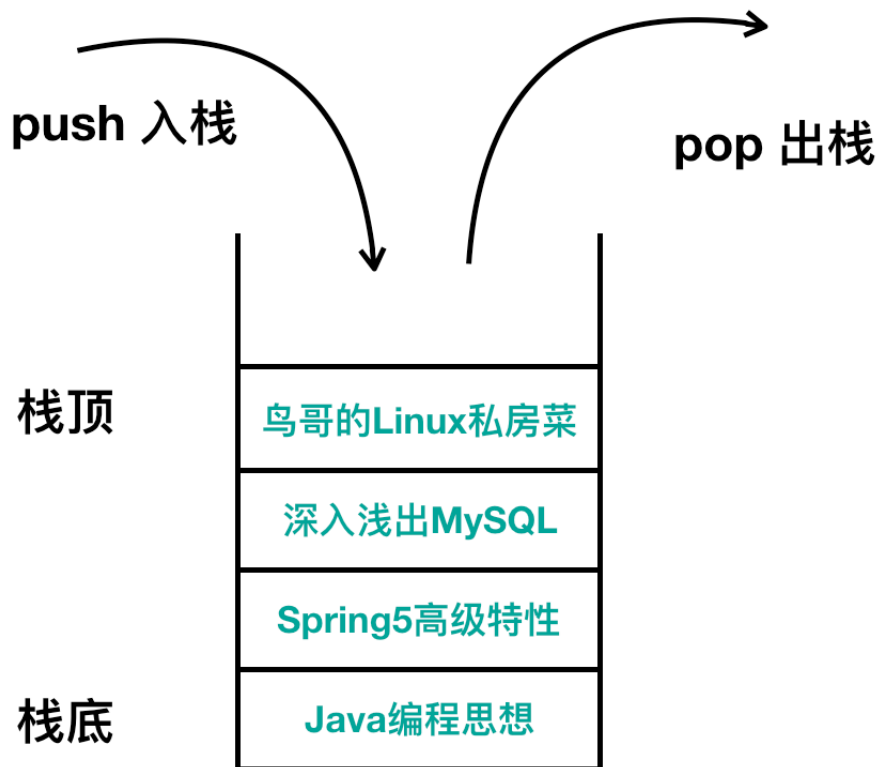 push 入栈
pop 出栈
栈顶
鸟哥的Linux私房菜
深入浅出MySQL
Spring5高级特性
栈底
Java编程思想